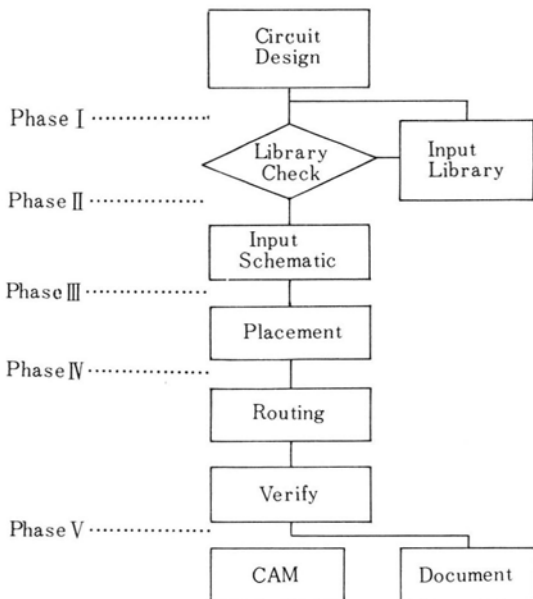 Circuit
Design
Phase Ⅰ ···············
Library
Check
Input
Library
Phase Ⅱ ···············
Input
Schematic
Phase Ⅲ ···············
Placement
Phase Ⅳ ···············
Routing
Verify
Phase Ⅴ ···············
CAM
Document